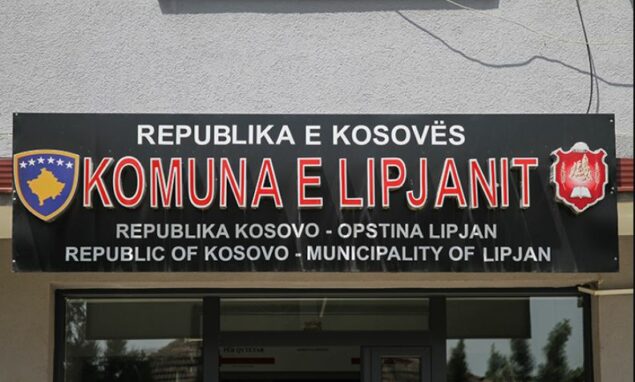 REPUBLIKA E KOSOVËS
KOMUNA E LIPJANIT
REPUBLIKA KOSOVO - OPSTINA LIPJAN
REPUBLIC OF KOSOVO - MUNICIPALITY OF LIPJAN